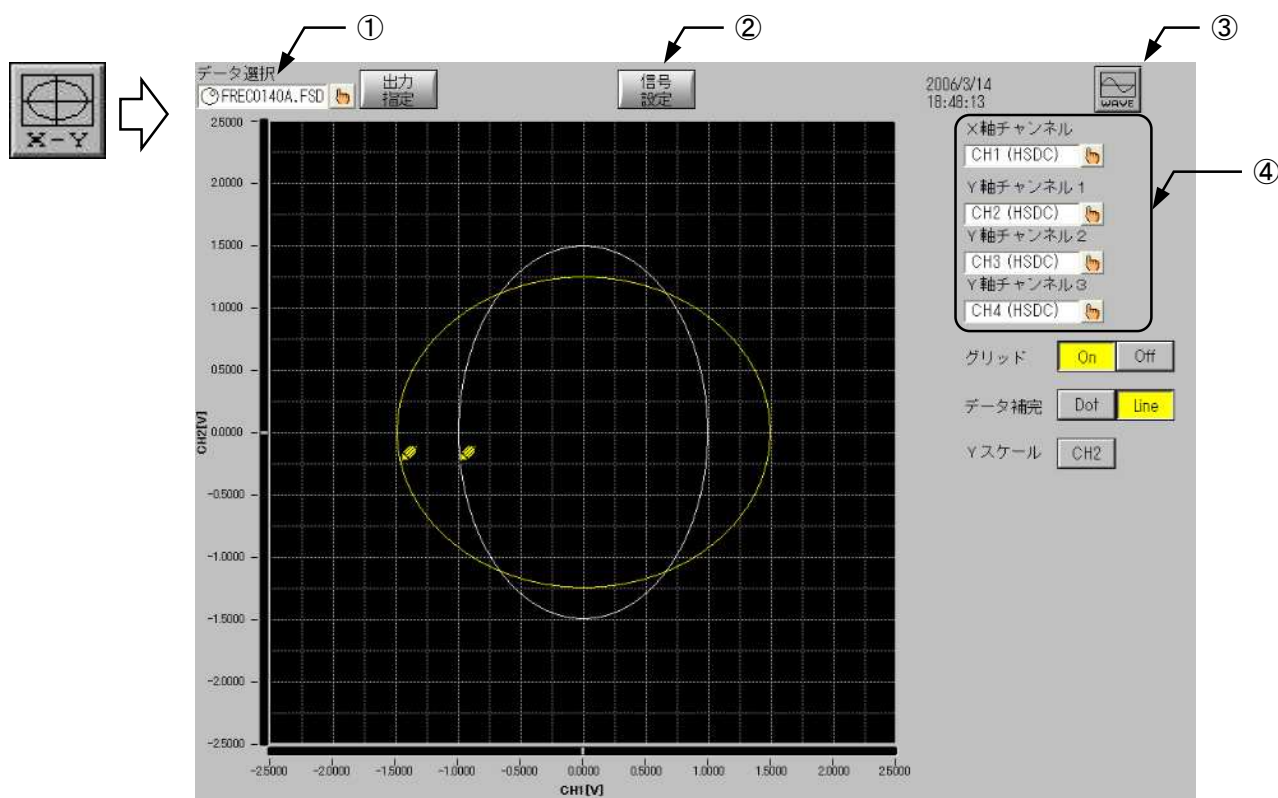 ①
②
③
X-Y
データ選択
FREC0140A.FSD
出力
指定
信号
設定
2006/3/14
18:48:13
WAVE
X軸チャンネル
CH1 (HSDC)
④
Y軸チャンネル1
CH2 (HSDC)
Y軸チャンネル2
CH3 (HSDC)
Y軸チャンネル3
CH4 (HSDC)
グリッド On Off
データ補完 Dot Line
Yスケール CH2
2.5000
2.0000
1.5000
1.0000
0.5000
0.0000
-0.5000
-1.0000
-1.5000
-2.0000
-2.5000
CH2[V]
-2.5000 -2.0000 -1.5000 -1.0000 -0.5000 0.0000 0.5000 1.0000 1.5000 2.0000 2.5000
CH1[V]